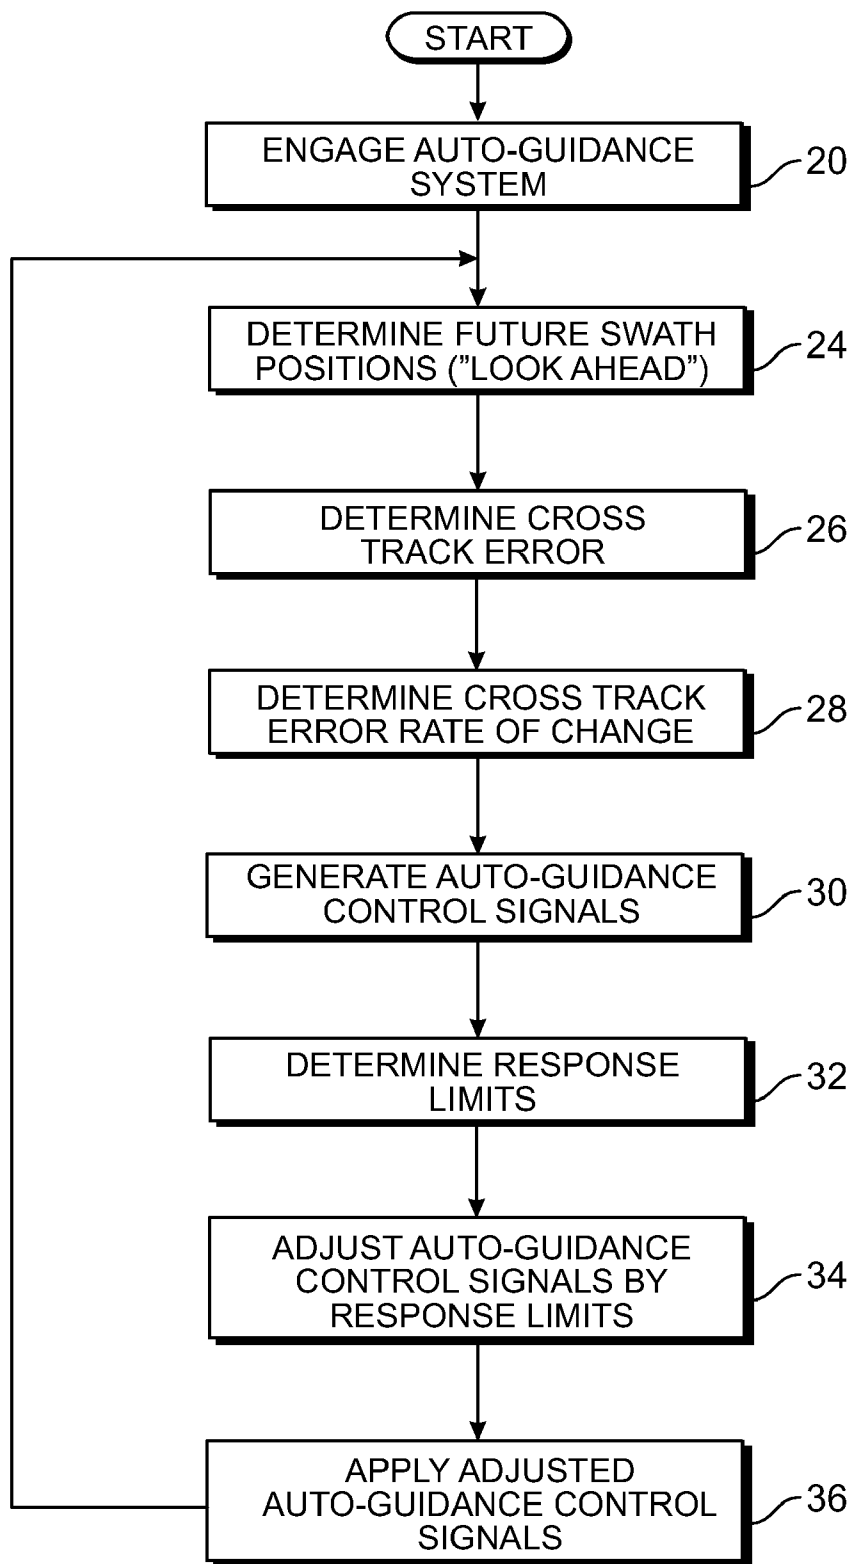 START
ENGAGE AUTO-GUIDANCE
SYSTEM
20
DETERMINE FUTURE SWATH
POSITIONS (”LOOK AHEAD”)
24
DETERMINE CROSS
TRACK ERROR
26
DETERMINE CROSS TRACK
ERROR RATE OF CHANGE
28
GENERATE AUTO-GUIDANCE
CONTROL SIGNALS
30
DETERMINE RESPONSE
LIMITS
32
ADJUST AUTO-GUIDANCE
CONTROL SIGNALS BY
RESPONSE LIMITS
34
APPLY ADJUSTED
AUTO-GUIDANCE CONTROL
SIGNALS
36